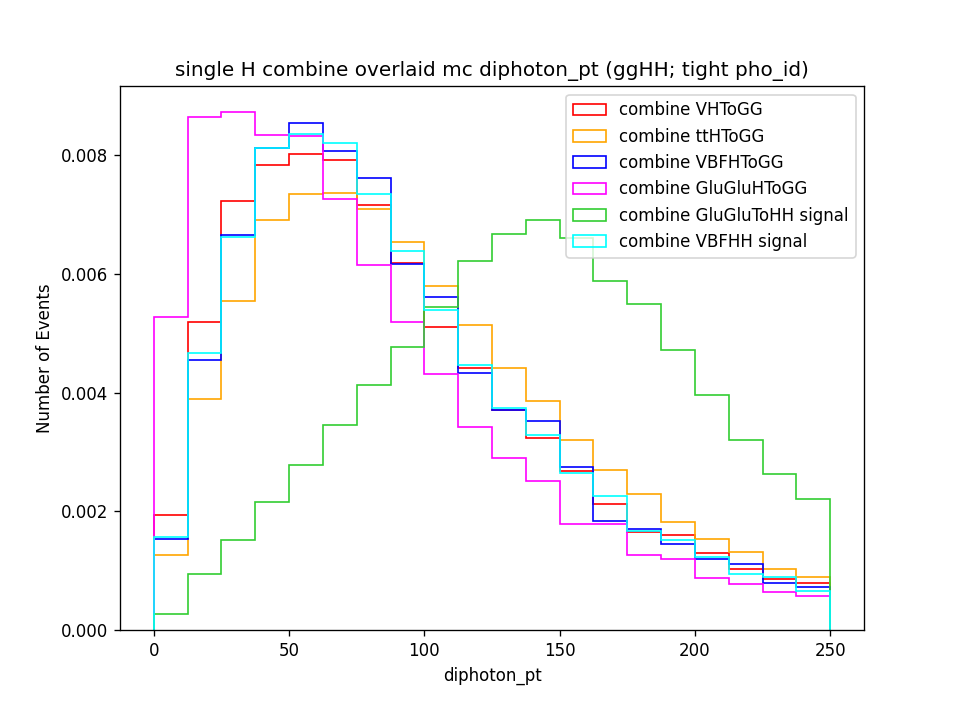 single H combine overlaid mc diphoton_pt (ggHH; tight pho_id)
combine VHToGG
combine ttHToGG
combine VBFHToGG
combine GluGluHToGG
combine GluGluToHH signal
combine VBFHH signal
Number of Events
0.008
0.006
0.004
0.002
0.000
0
50
100
150
200
250
diphoton_pt